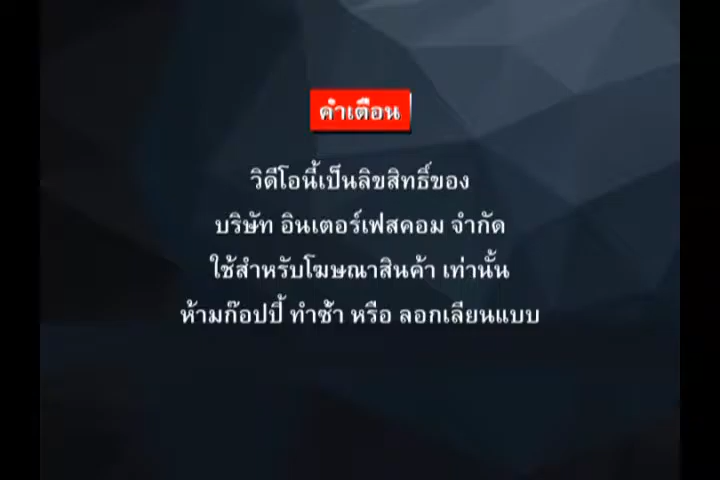 คำเตือน
วิดีโอนี้เป็นลิขสิทธิ์ของ
บริษัท อินเตอร์เฟสคอม จำกัด
ใช้สำหรับโฆษณาสินค้า เท่านั้น
ห้ามก๊อปปี้ ทำซ้ำ หรือ ลอกเลียนแบบ